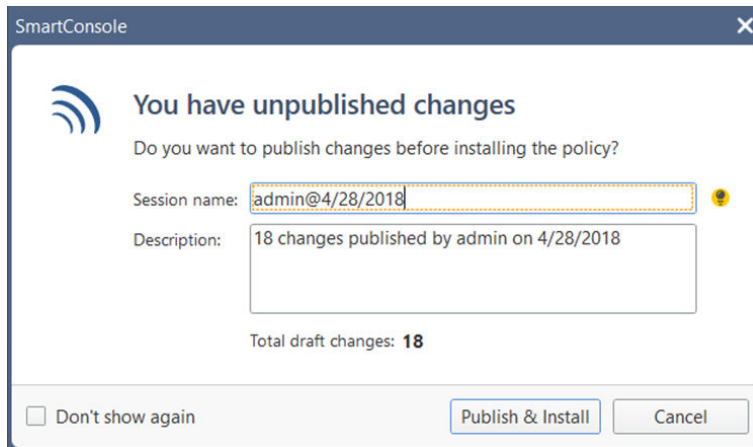 SmartConsole
You have unpublished changes
Do you want to publish changes before installing the policy?
Session name: admin@4/28/2018
Description: 18 changes published by admin on 4/28/2018
Total draft changes: 18
Don't show again Publish & Install Cancel